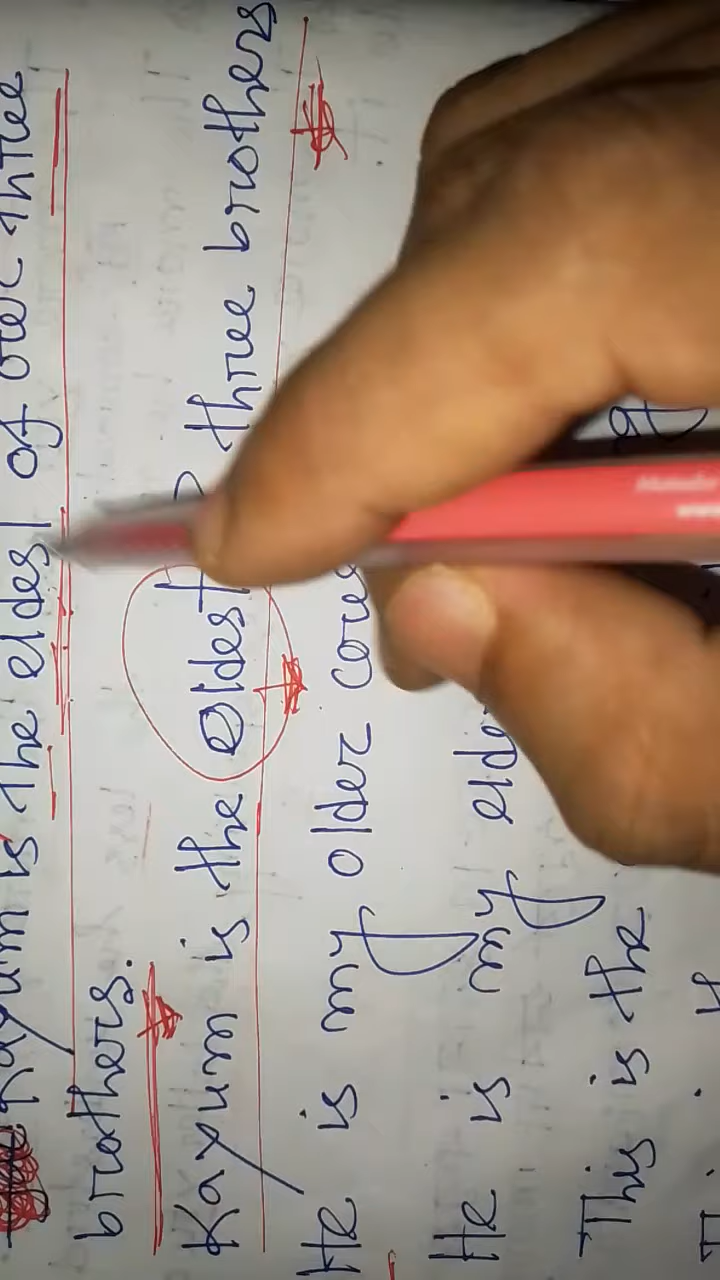 Kayum is the eldest of our three
brothers.
Kayum is the eldest three brothers
He is my older
He is my
This is the